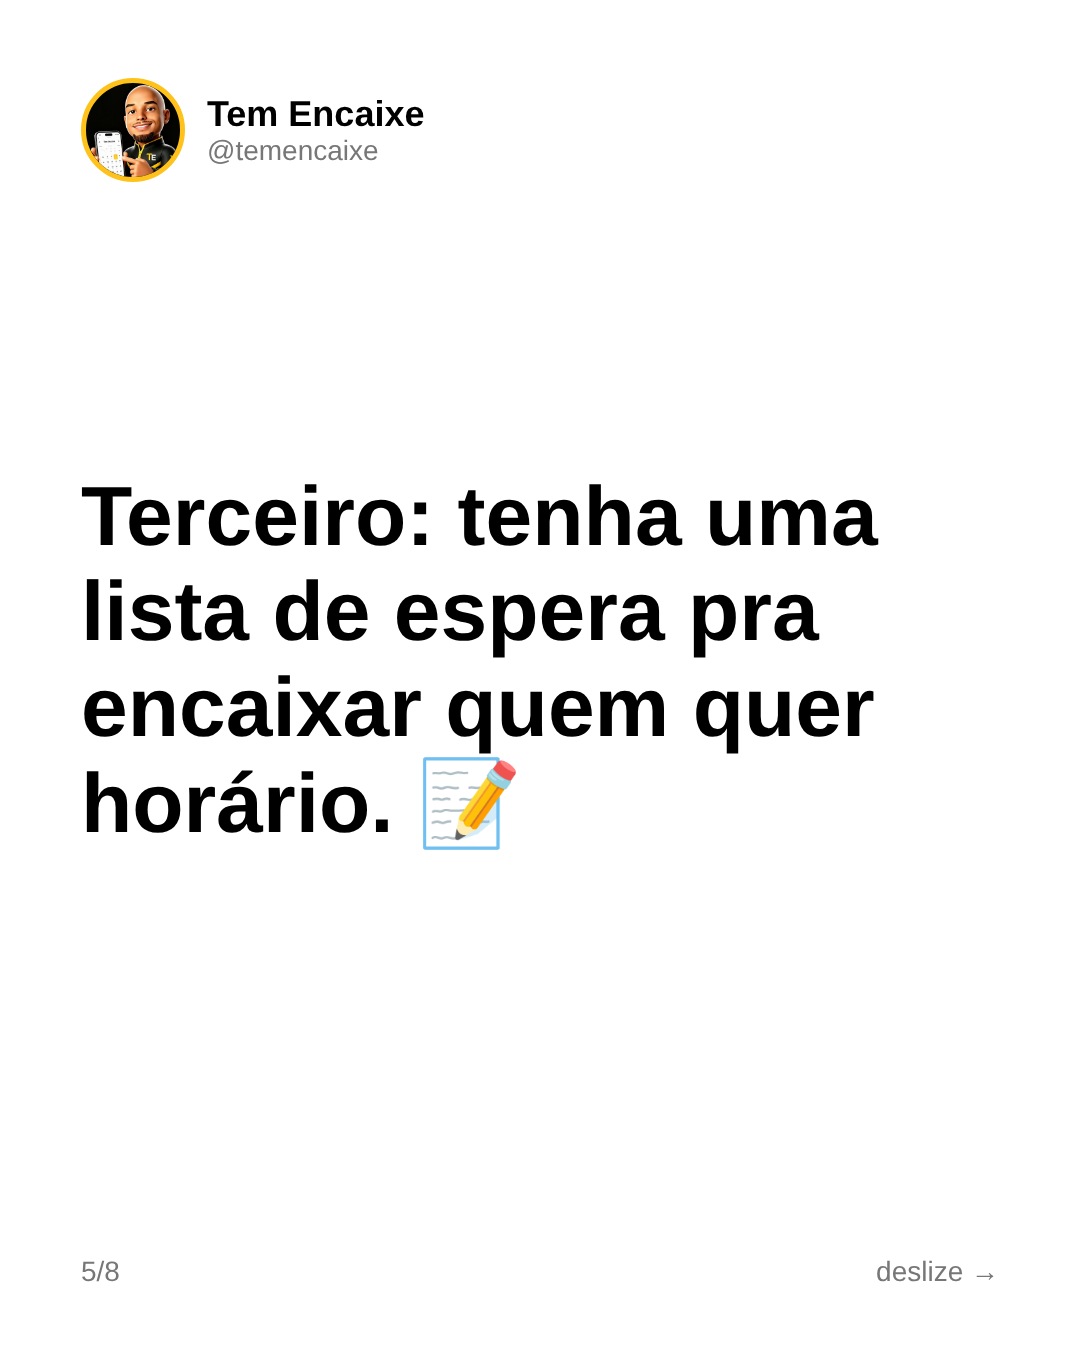 Tem Encaixe
@temencaixe
Terceiro: tenha uma
lista de espera pra
encaixar quem quer
horário. 📝
5/8
deslize →